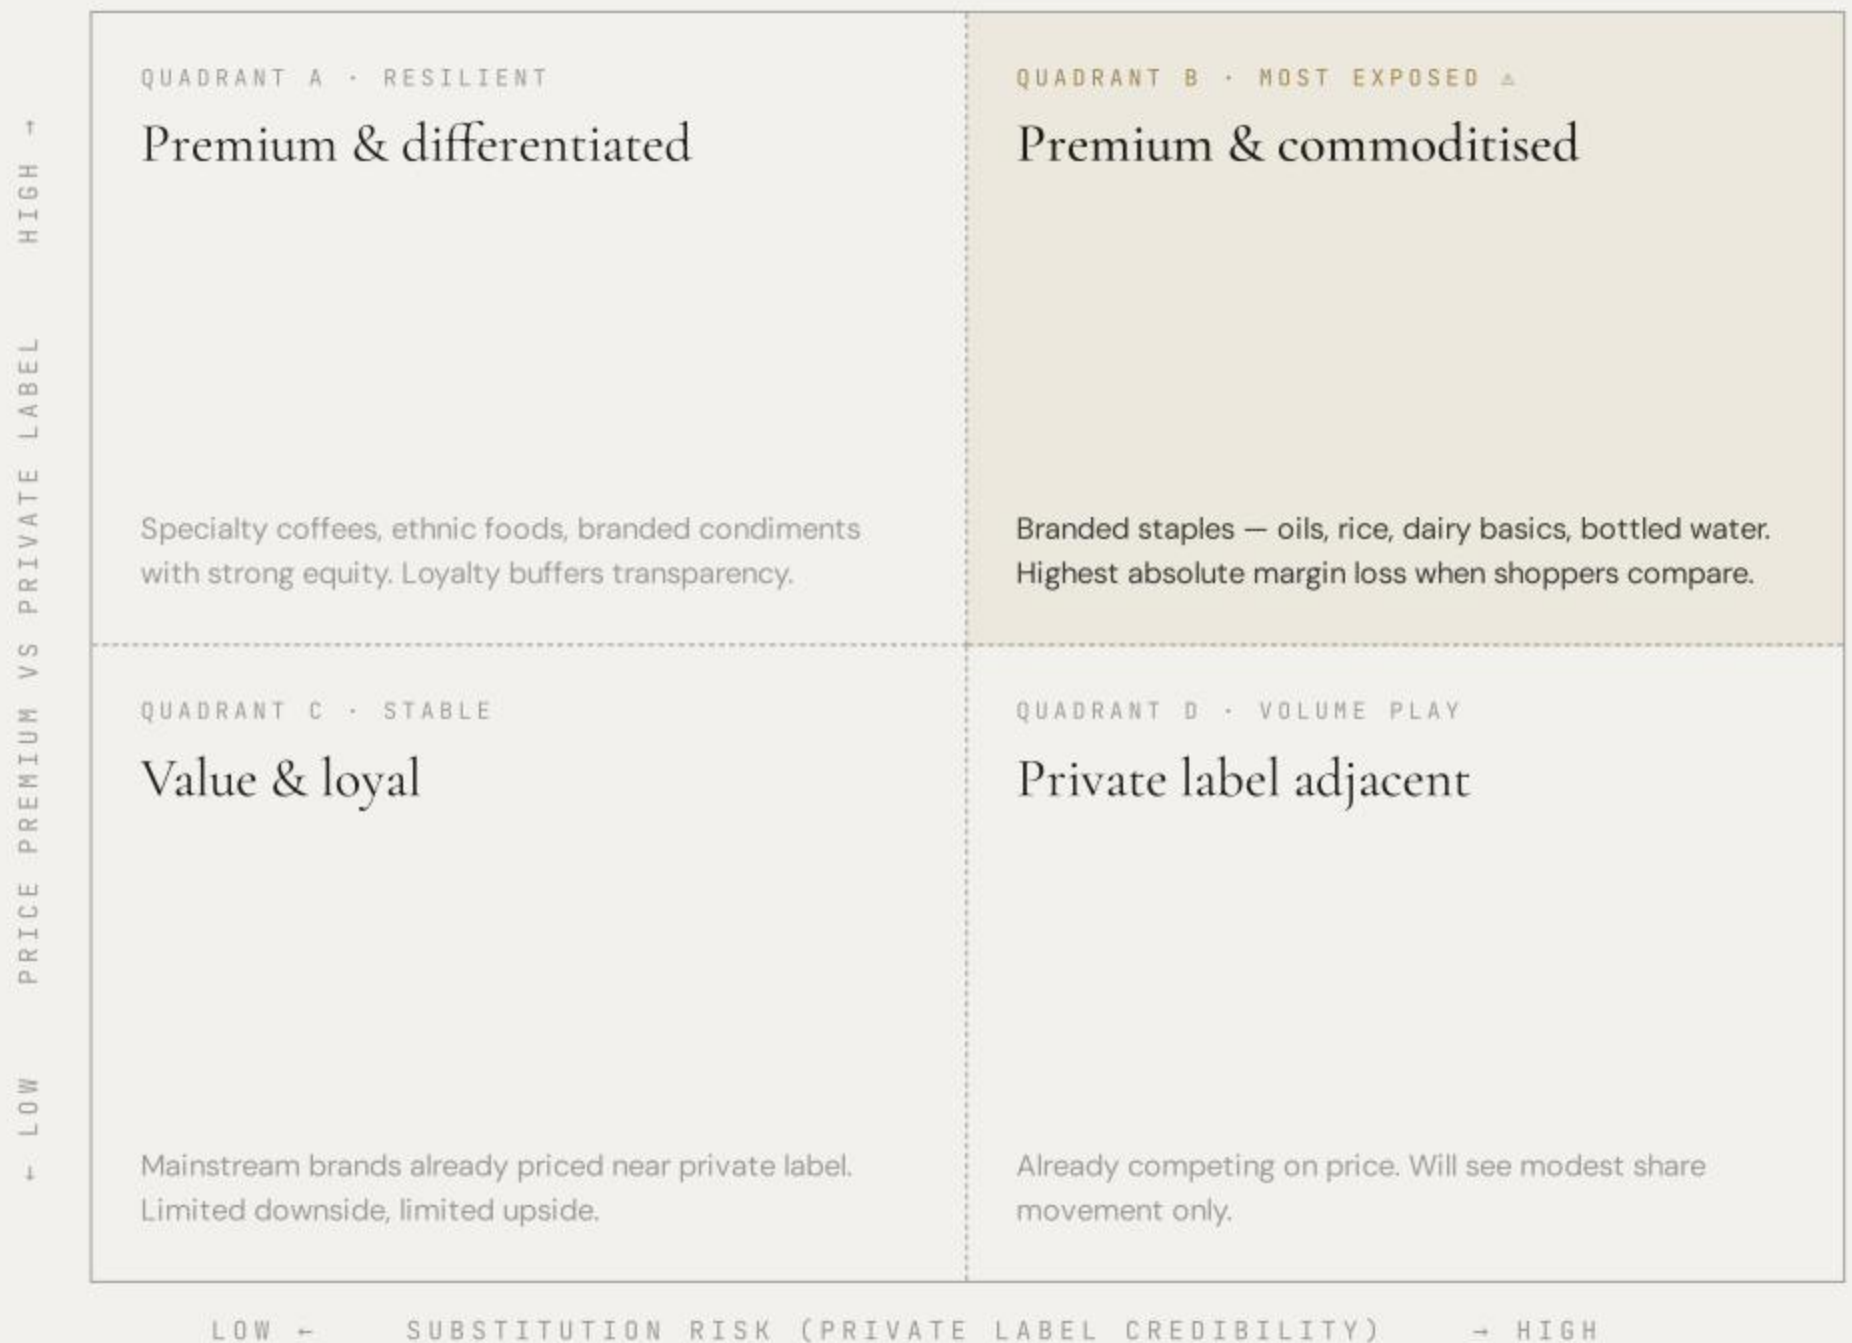 QUADRANT A · RESILIENT
Premium & differentiated
Specialty coffees, ethnic foods, branded condiments
with strong equity. Loyalty buffers transparency.
QUADRANT B · MOST EXPOSED ⚠
Premium & commoditised
Branded staples — oils, rice, dairy basics, bottled water.
Highest absolute margin loss when shoppers compare.
QUADRANT C · STABLE
Value & loyal
Mainstream brands already priced near private label.
Limited downside, limited upside.
QUADRANT D · VOLUME PLAY
Private label adjacent
Already competing on price. Will see modest share
movement only.
← LOW PRICE PREMIUM VS PRIVATE LABEL HIGH →
LOW ← SUBSTITUTION RISK (PRIVATE LABEL CREDIBILITY) → HIGH